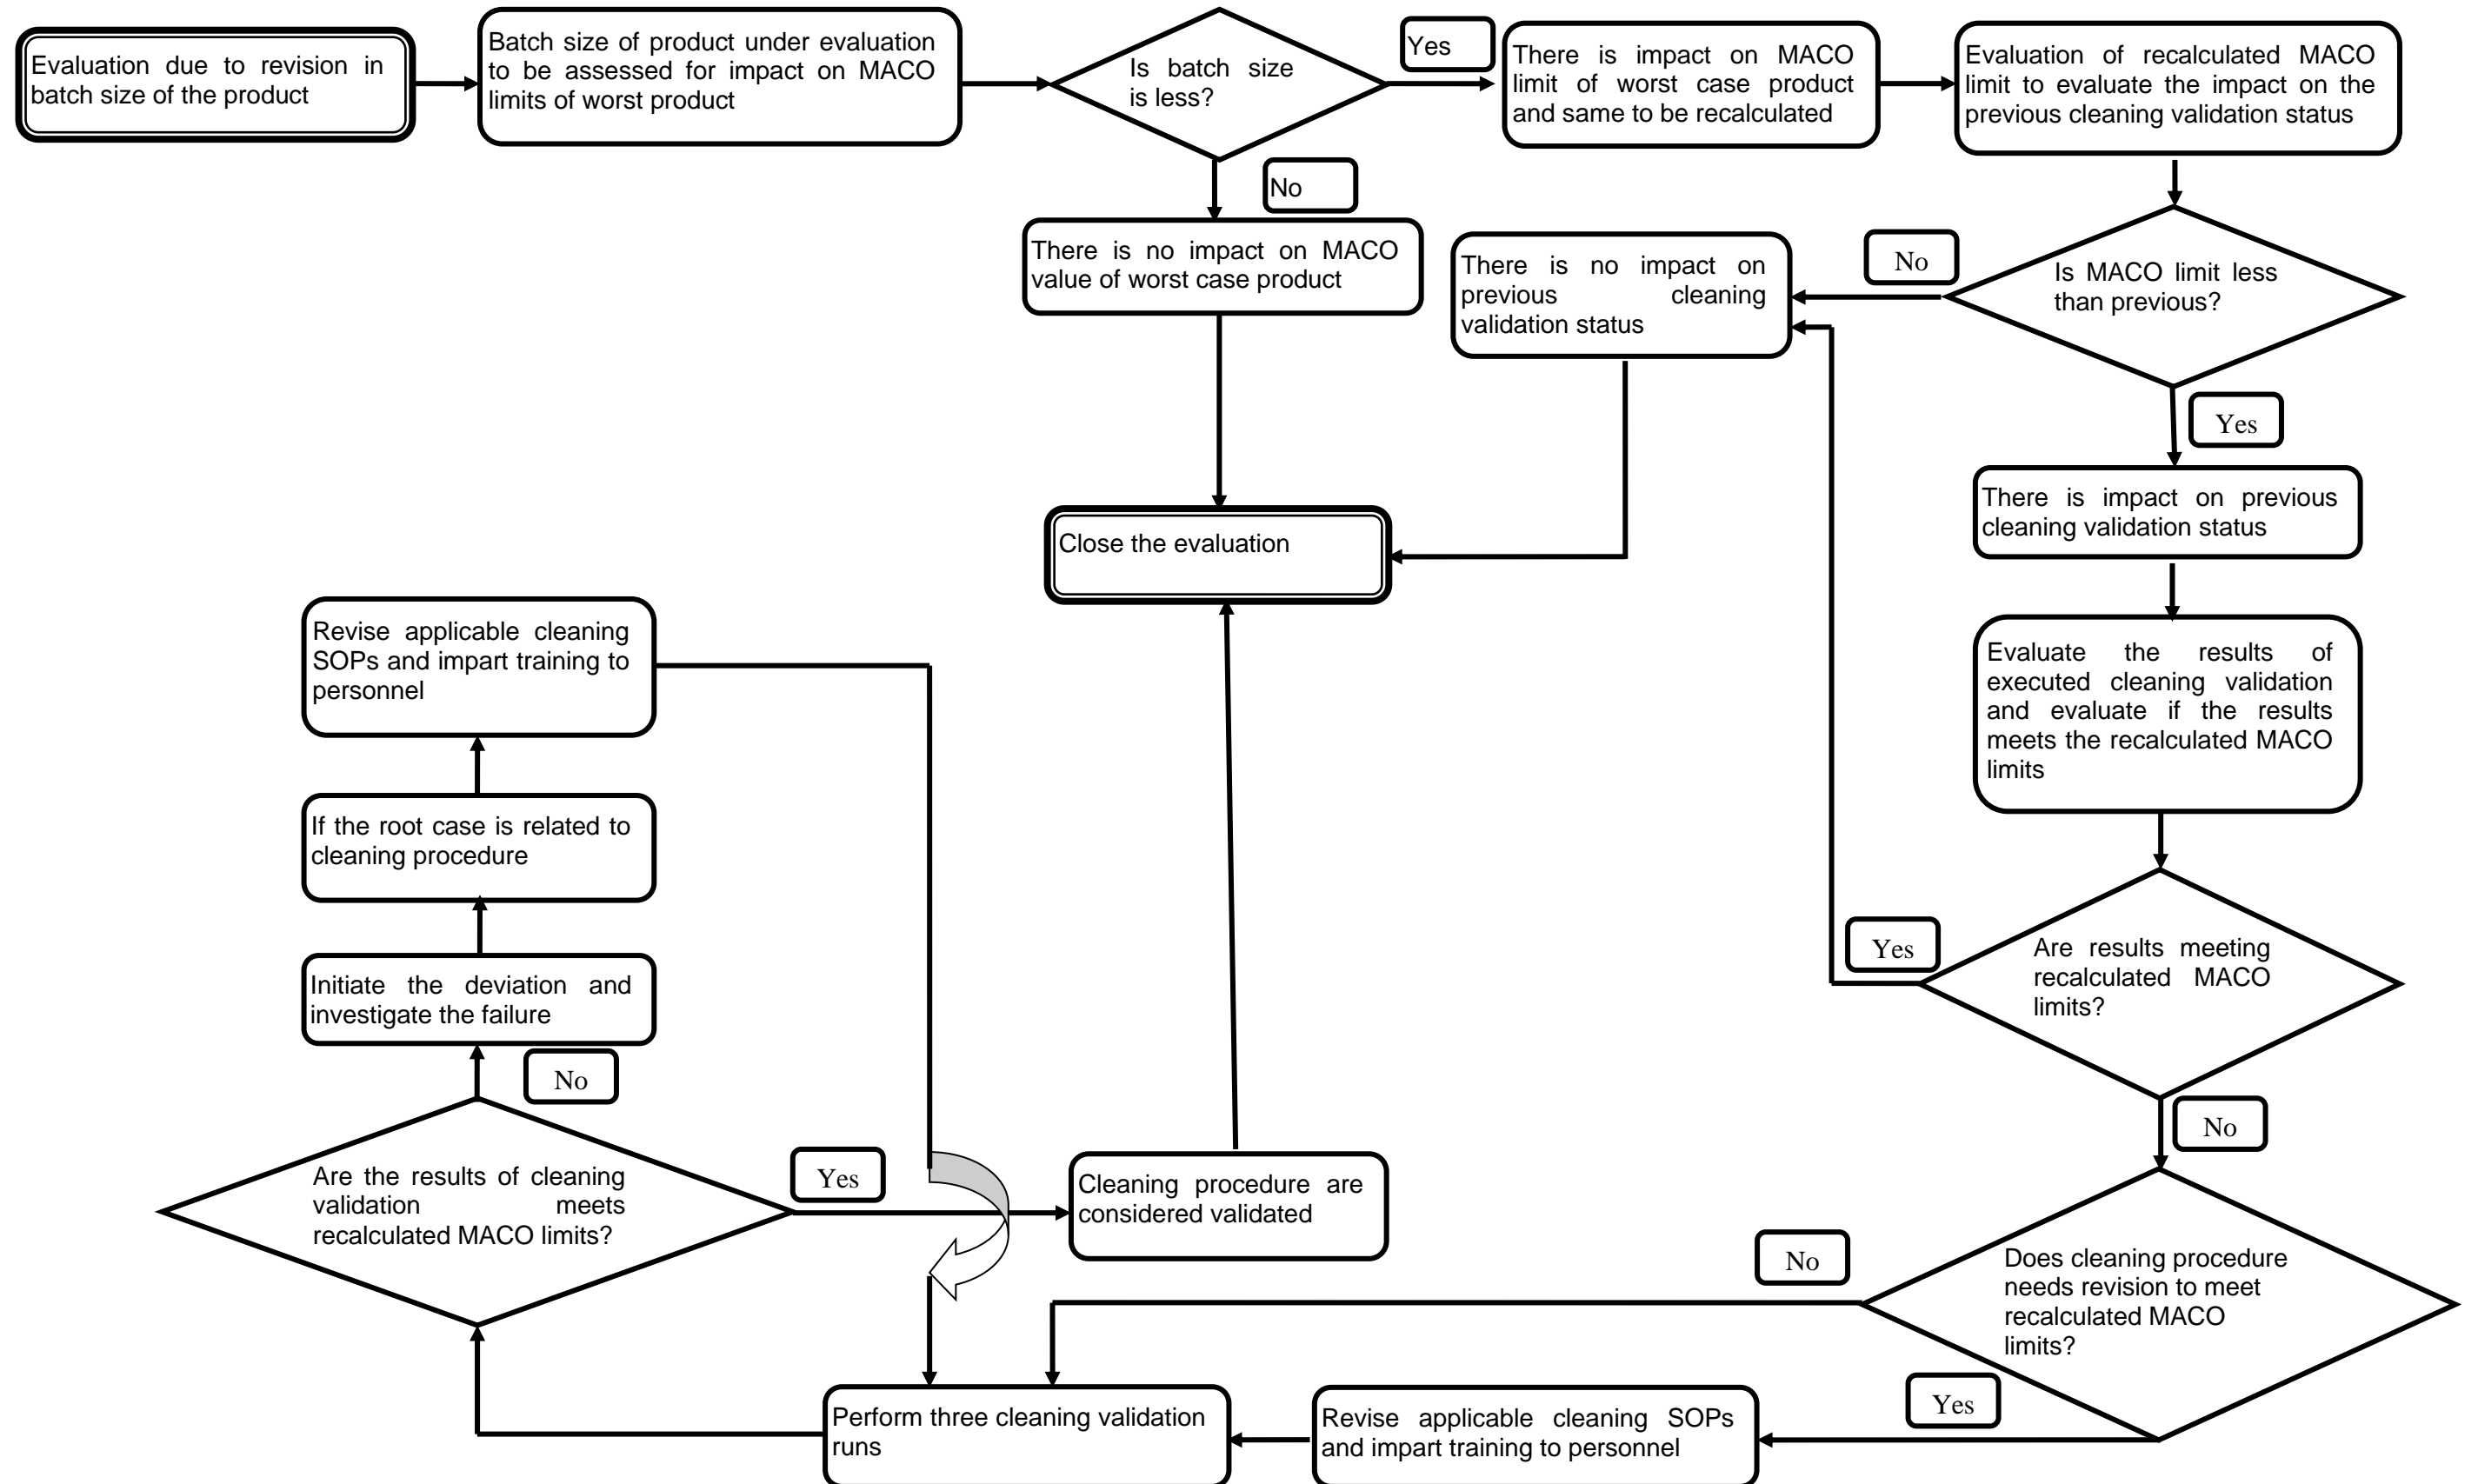 Evaluation due to revision in
batch size of the product
Batch size of product under evaluation
to be assessed for impact on MACO
limits of worst product
Is batch size
is less?
Yes
There is impact on MACO
limit of worst case product
and same to be recalculated
Evaluation of recalculated MACO
limit to evaluate the impact on the
previous cleaning validation status
No
There is no impact on MACO
value of worst case product
There is no impact on
previous cleaning
validation status
No
Is MACO limit less
than previous?
Yes
There is impact on previous
cleaning validation status
Close the evaluation
Revise applicable cleaning
SOPs and impart training to
personnel
Evaluate the results of
executed cleaning validation
and evaluate if the results
meets the recalculated MACO
limits
If the root case is related to
cleaning procedure
Yes
Are results meeting
recalculated MACO
limits?
Initiate the deviation and
investigate the failure
No
No
Are the results of cleaning
validation meets
recalculated MACO limits?
Yes
Cleaning procedure are
considered validated
No
Does cleaning procedure
needs revision to meet
recalculated MACO
limits?
Yes
Perform three cleaning validation
runs
Revise applicable cleaning SOPs
and impart training to personnel